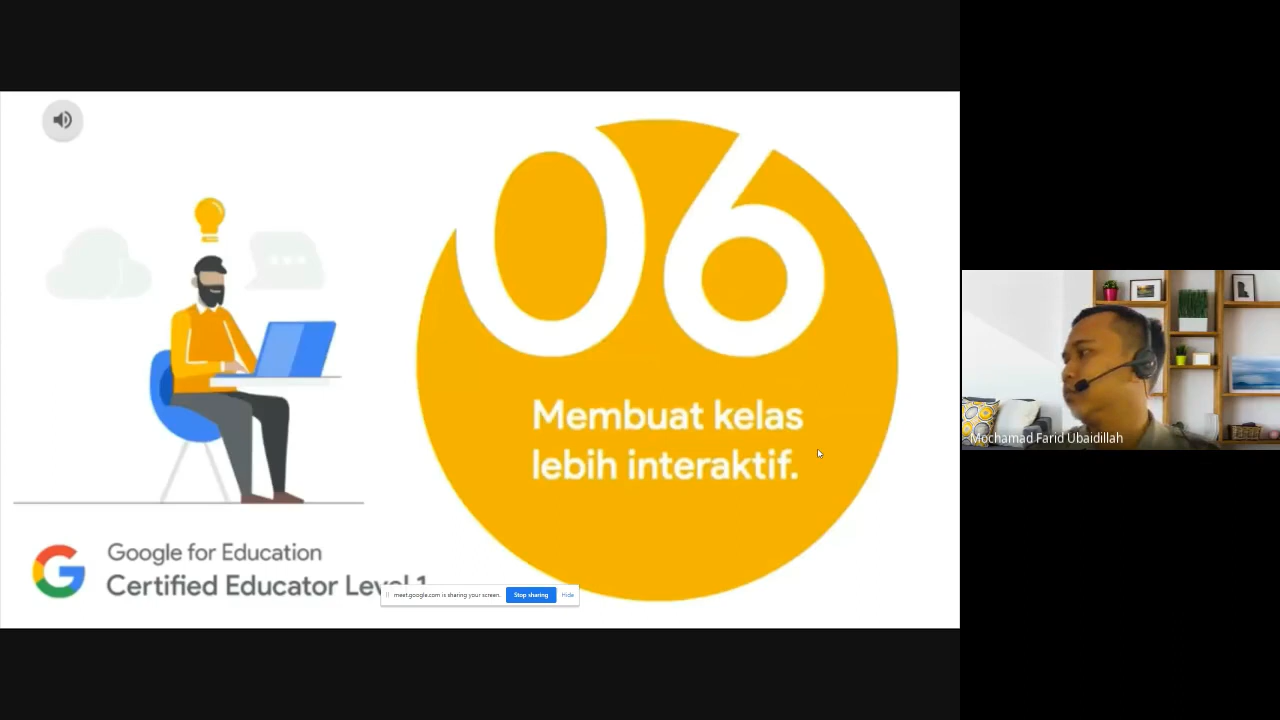 06
Membuat kelas
lebih interaktif.
Google for Education
Certified Educator Level 1
meet.google.com is sharing your screen.
Stop sharing
Hide
Mochamad Farid Ubaidillah